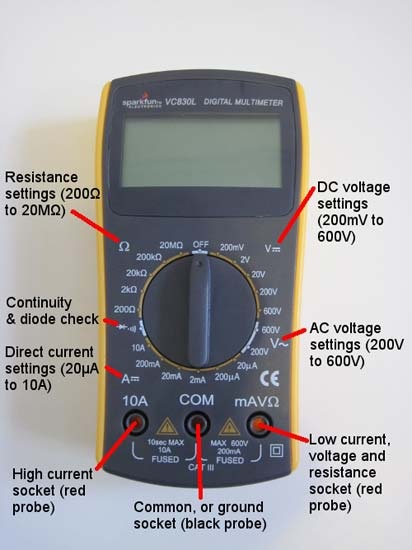 sparkfun™
ELECTRONICS
VC830L DIGITAL MULTIMETER
Resistance
settings (200Ω
to 20MΩ)
DC voltage
settings
(200mV to
600V)
Ω
20MΩ
OFF
200mV
V⎓
200kΩ
2V
20kΩ
20V
2kΩ
200V
200Ω
600V
Continuity
& diode check
10A
600V
V~
200mA
200V
20mA
2mA
200µA
20µA
A⎓
CE
AC voltage
settings (200V
to 600V)
Direct current
settings (20µA
to 10A)
10A
COM
mAVΩ
10sec MAX
10A
FUSED
MAX 600V
200mA
FUSED
CAT III
High current
socket (red
probe)
Common, or ground
socket (black probe)
Low current,
voltage and
resistance
socket (red
probe)